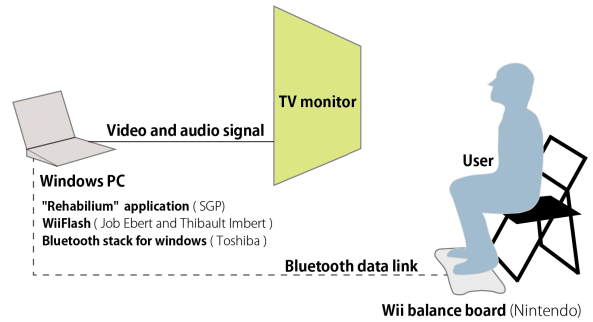 TV monitor
Video and audio signal
User
Windows PC
"Rehabilium" application ( SGP)
WiiFlash ( Job Ebert and Thibault Imbert )
Bluetooth stack for windows ( Toshiba )
Bluetooth data link
Wii balance board (Nintendo)